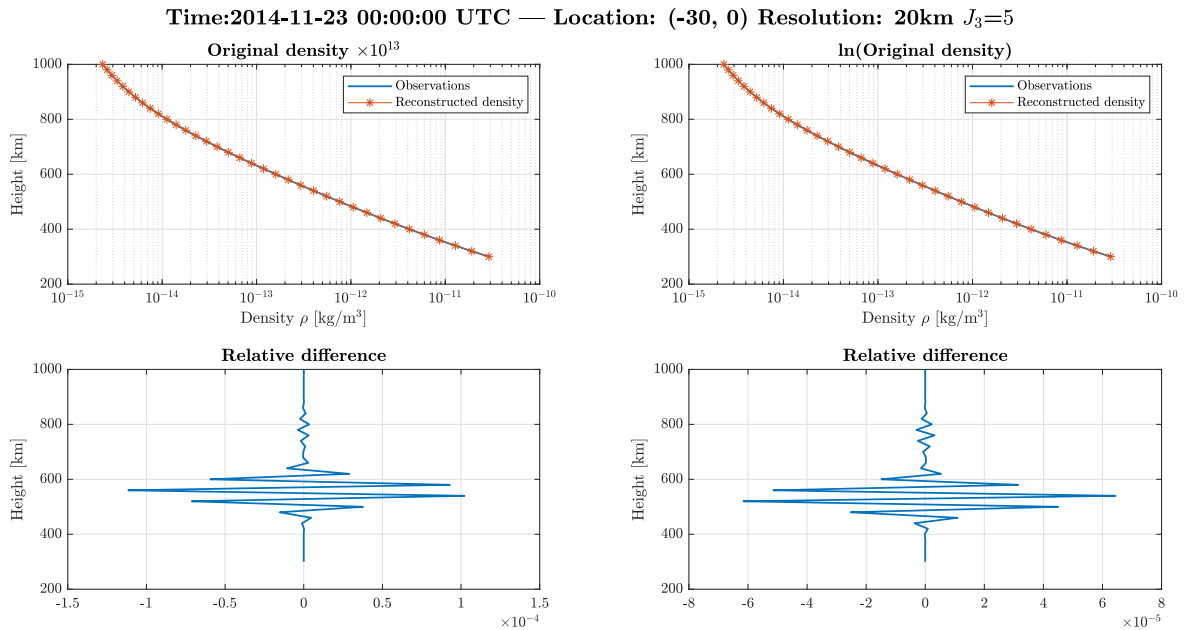 Time:2014-11-23 00:00:00 UTC — Location: (-30, 0) Resolution: 20km J₃=5
Original density ×10¹³
1000
800
600
400
200
Height [km]
Observations
Reconstructed density
10⁻¹⁵ 10⁻¹⁴ 10⁻¹³ 10⁻¹² 10⁻¹¹ 10⁻¹⁰
Density ρ [kg/m³]
ln(Original density)
1000
800
600
400
200
Height [km]
Observations
Reconstructed density
10⁻¹⁵ 10⁻¹⁴ 10⁻¹³ 10⁻¹² 10⁻¹¹ 10⁻¹⁰
Density ρ [kg/m³]
Relative difference
1000
800
600
400
200
Height [km]
-1.5 -1 -0.5 0 0.5 1 1.5
×10⁻⁴
Relative difference
1000
800
600
400
200
Height [km]
-8 -6 -4 -2 0 2 4 6 8
×10⁻⁵